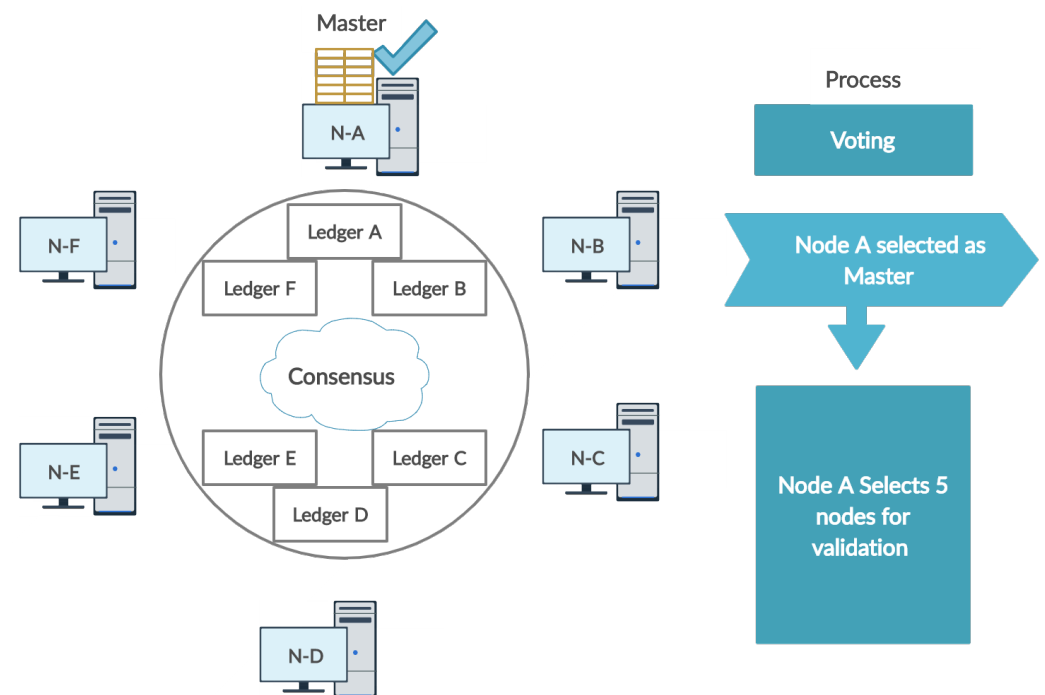 Master
N-A
N-F
N-B
Ledger A
Ledger F
Ledger B
Consensus
N-E
N-C
Ledger E
Ledger C
Ledger D
N-D
Process
Voting
Node A selected as
Master
Node A Selects 5
nodes for
validation